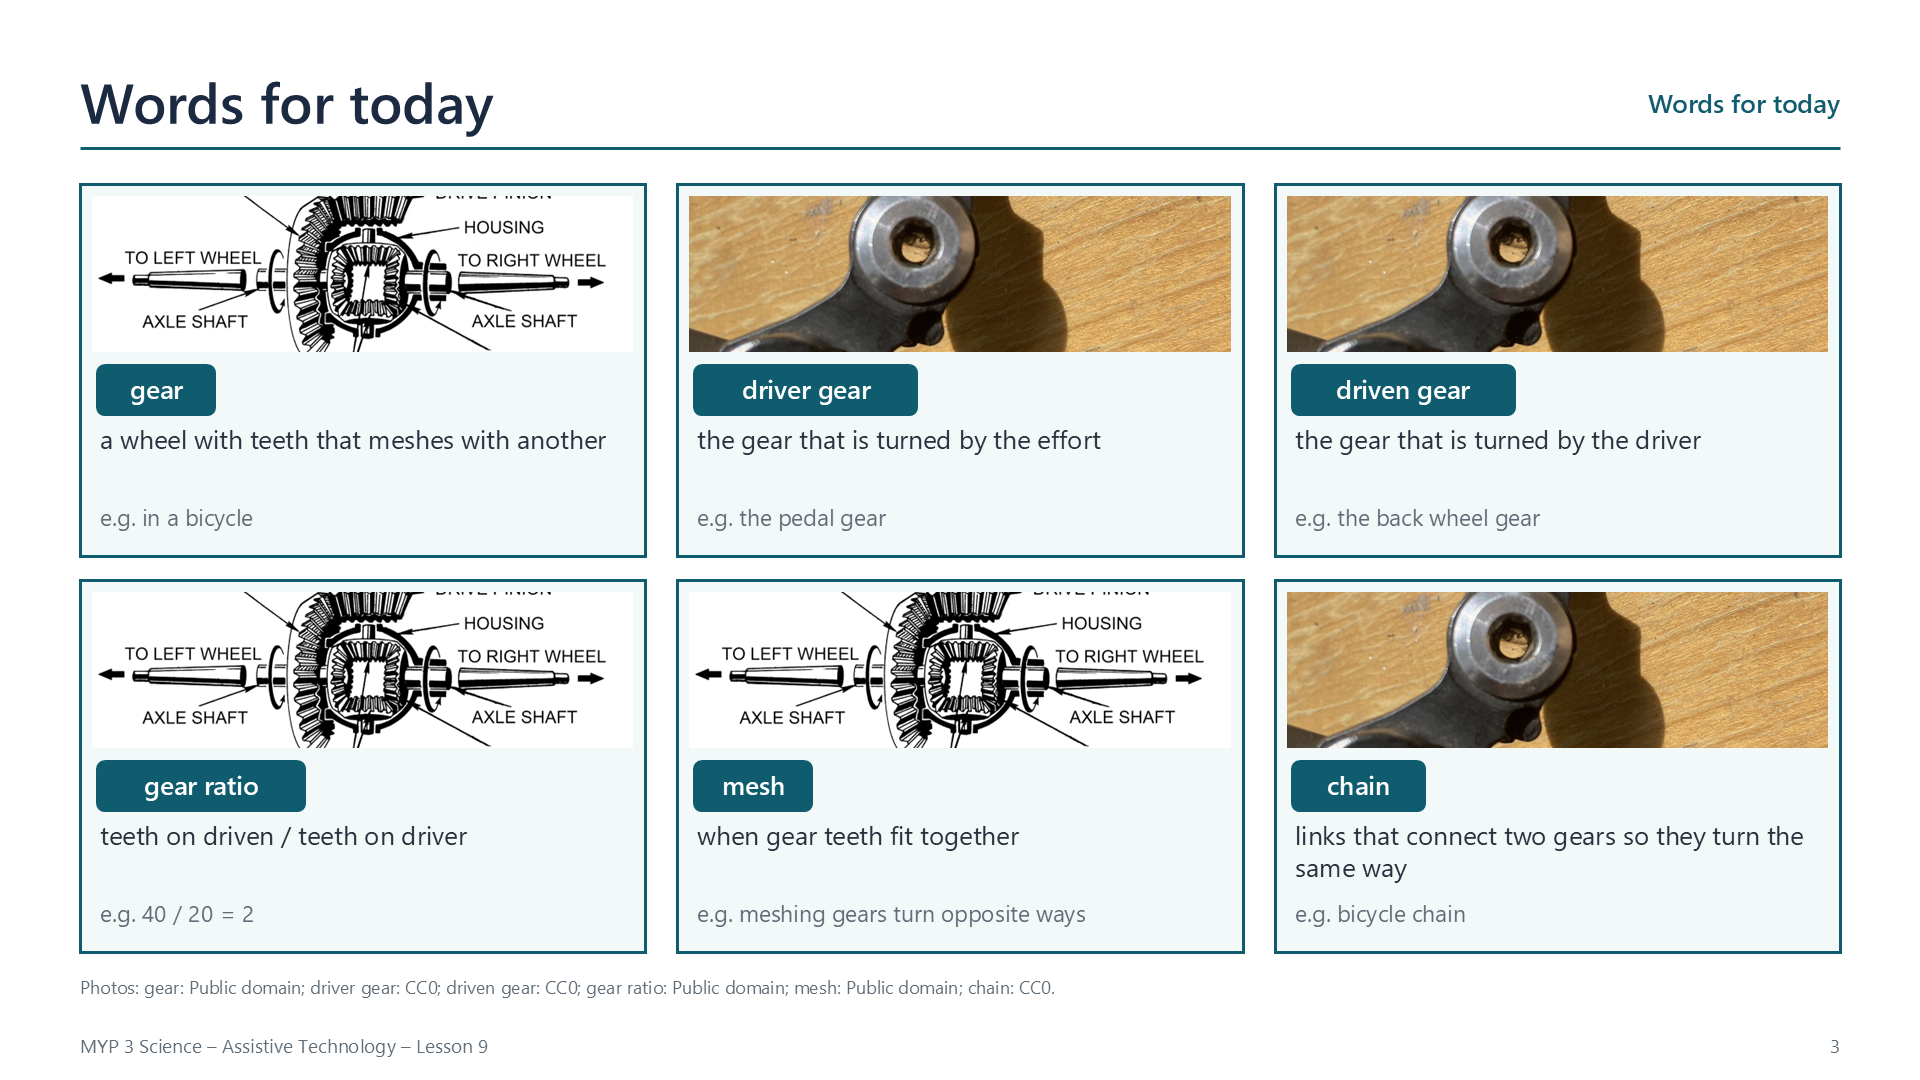 Words for today
Words for today
HOUSING
TO LEFT WHEEL
TO RIGHT WHEEL
AXLE SHAFT
AXLE SHAFT
gear
a wheel with teeth that meshes with another
e.g. in a bicycle
driver gear
the gear that is turned by the effort
e.g. the pedal gear
driven gear
the gear that is turned by the driver
e.g. the back wheel gear
DRIVE PINION
HOUSING
TO LEFT WHEEL
TO RIGHT WHEEL
AXLE SHAFT
AXLE SHAFT
gear ratio
teeth on driven / teeth on driver
e.g. 40 / 20 = 2
DRIVE PINION
HOUSING
TO LEFT WHEEL
TO RIGHT WHEEL
AXLE SHAFT
AXLE SHAFT
mesh
when gear teeth fit together
e.g. meshing gears turn opposite ways
chain
links that connect two gears so they turn the
same way
e.g. bicycle chain
Photos: gear: Public domain; driver gear: CC0; driven gear: CC0; gear ratio: Public domain; mesh: Public domain; chain: CC0.
MYP 3 Science – Assistive Technology – Lesson 9
3